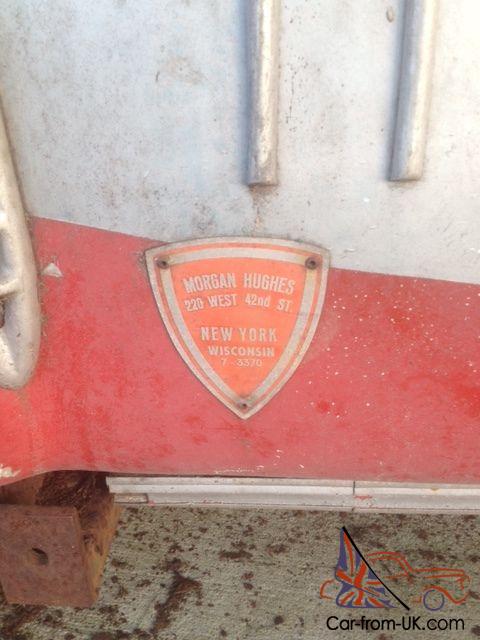 MORGAN HUGHES
220 WEST 42nd ST.
NEW YORK
WISCONSIN
7-3370
Car-from-UK.com